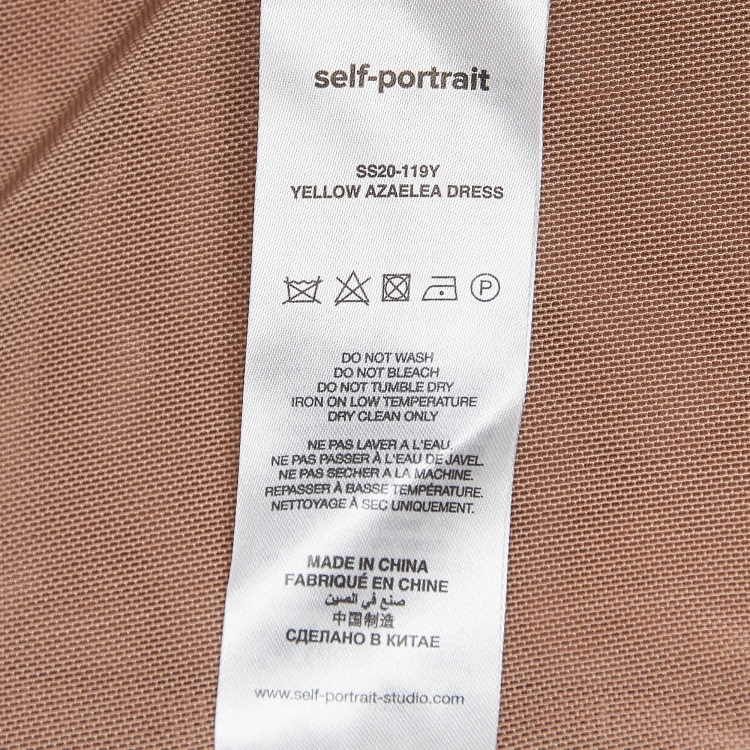 self-portrait
SS20-119Y
YELLOW AZAELEA DRESS
P
DO NOT WASH
DO NOT BLEACH
DO NOT TUMBLE DRY
IRON ON LOW TEMPERATURE
DRY CLEAN ONLY
NE PAS LAVER A L'EAU.
NE PAS PASSER À L'EAU DE JAVEL.
NE PAS SECHER A LA MACHINE.
REPASSER À BASSE TEMPÉRATURE.
NETTOYAGE À SEC UNIQUEMENT.
MADE IN CHINA
FABRIQUÉ EN CHINE
صنع في الصين
中国制造
СДЕЛАНО В КИТАЕ
www.self-portrait-studio.com